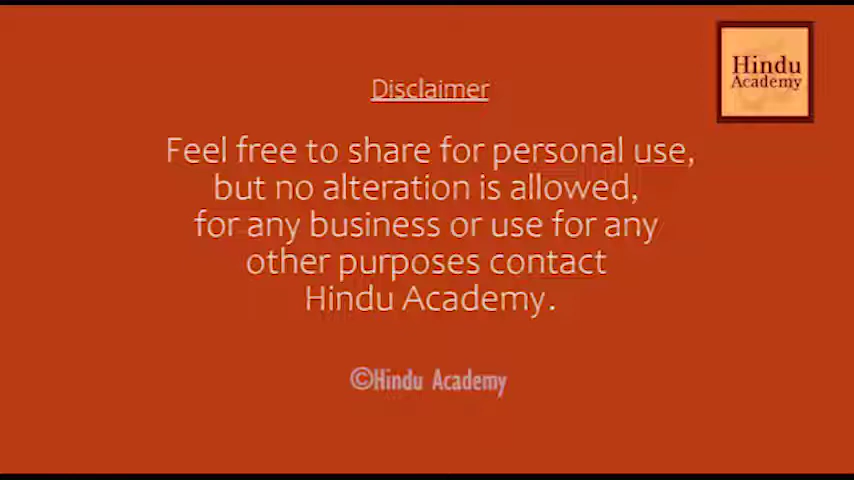 Hindu
Academy
Disclaimer
Feel free to share for personal use,
but no alteration is allowed,
for any business or use for any
other purposes contact
Hindu Academy.
©Hindu Academy